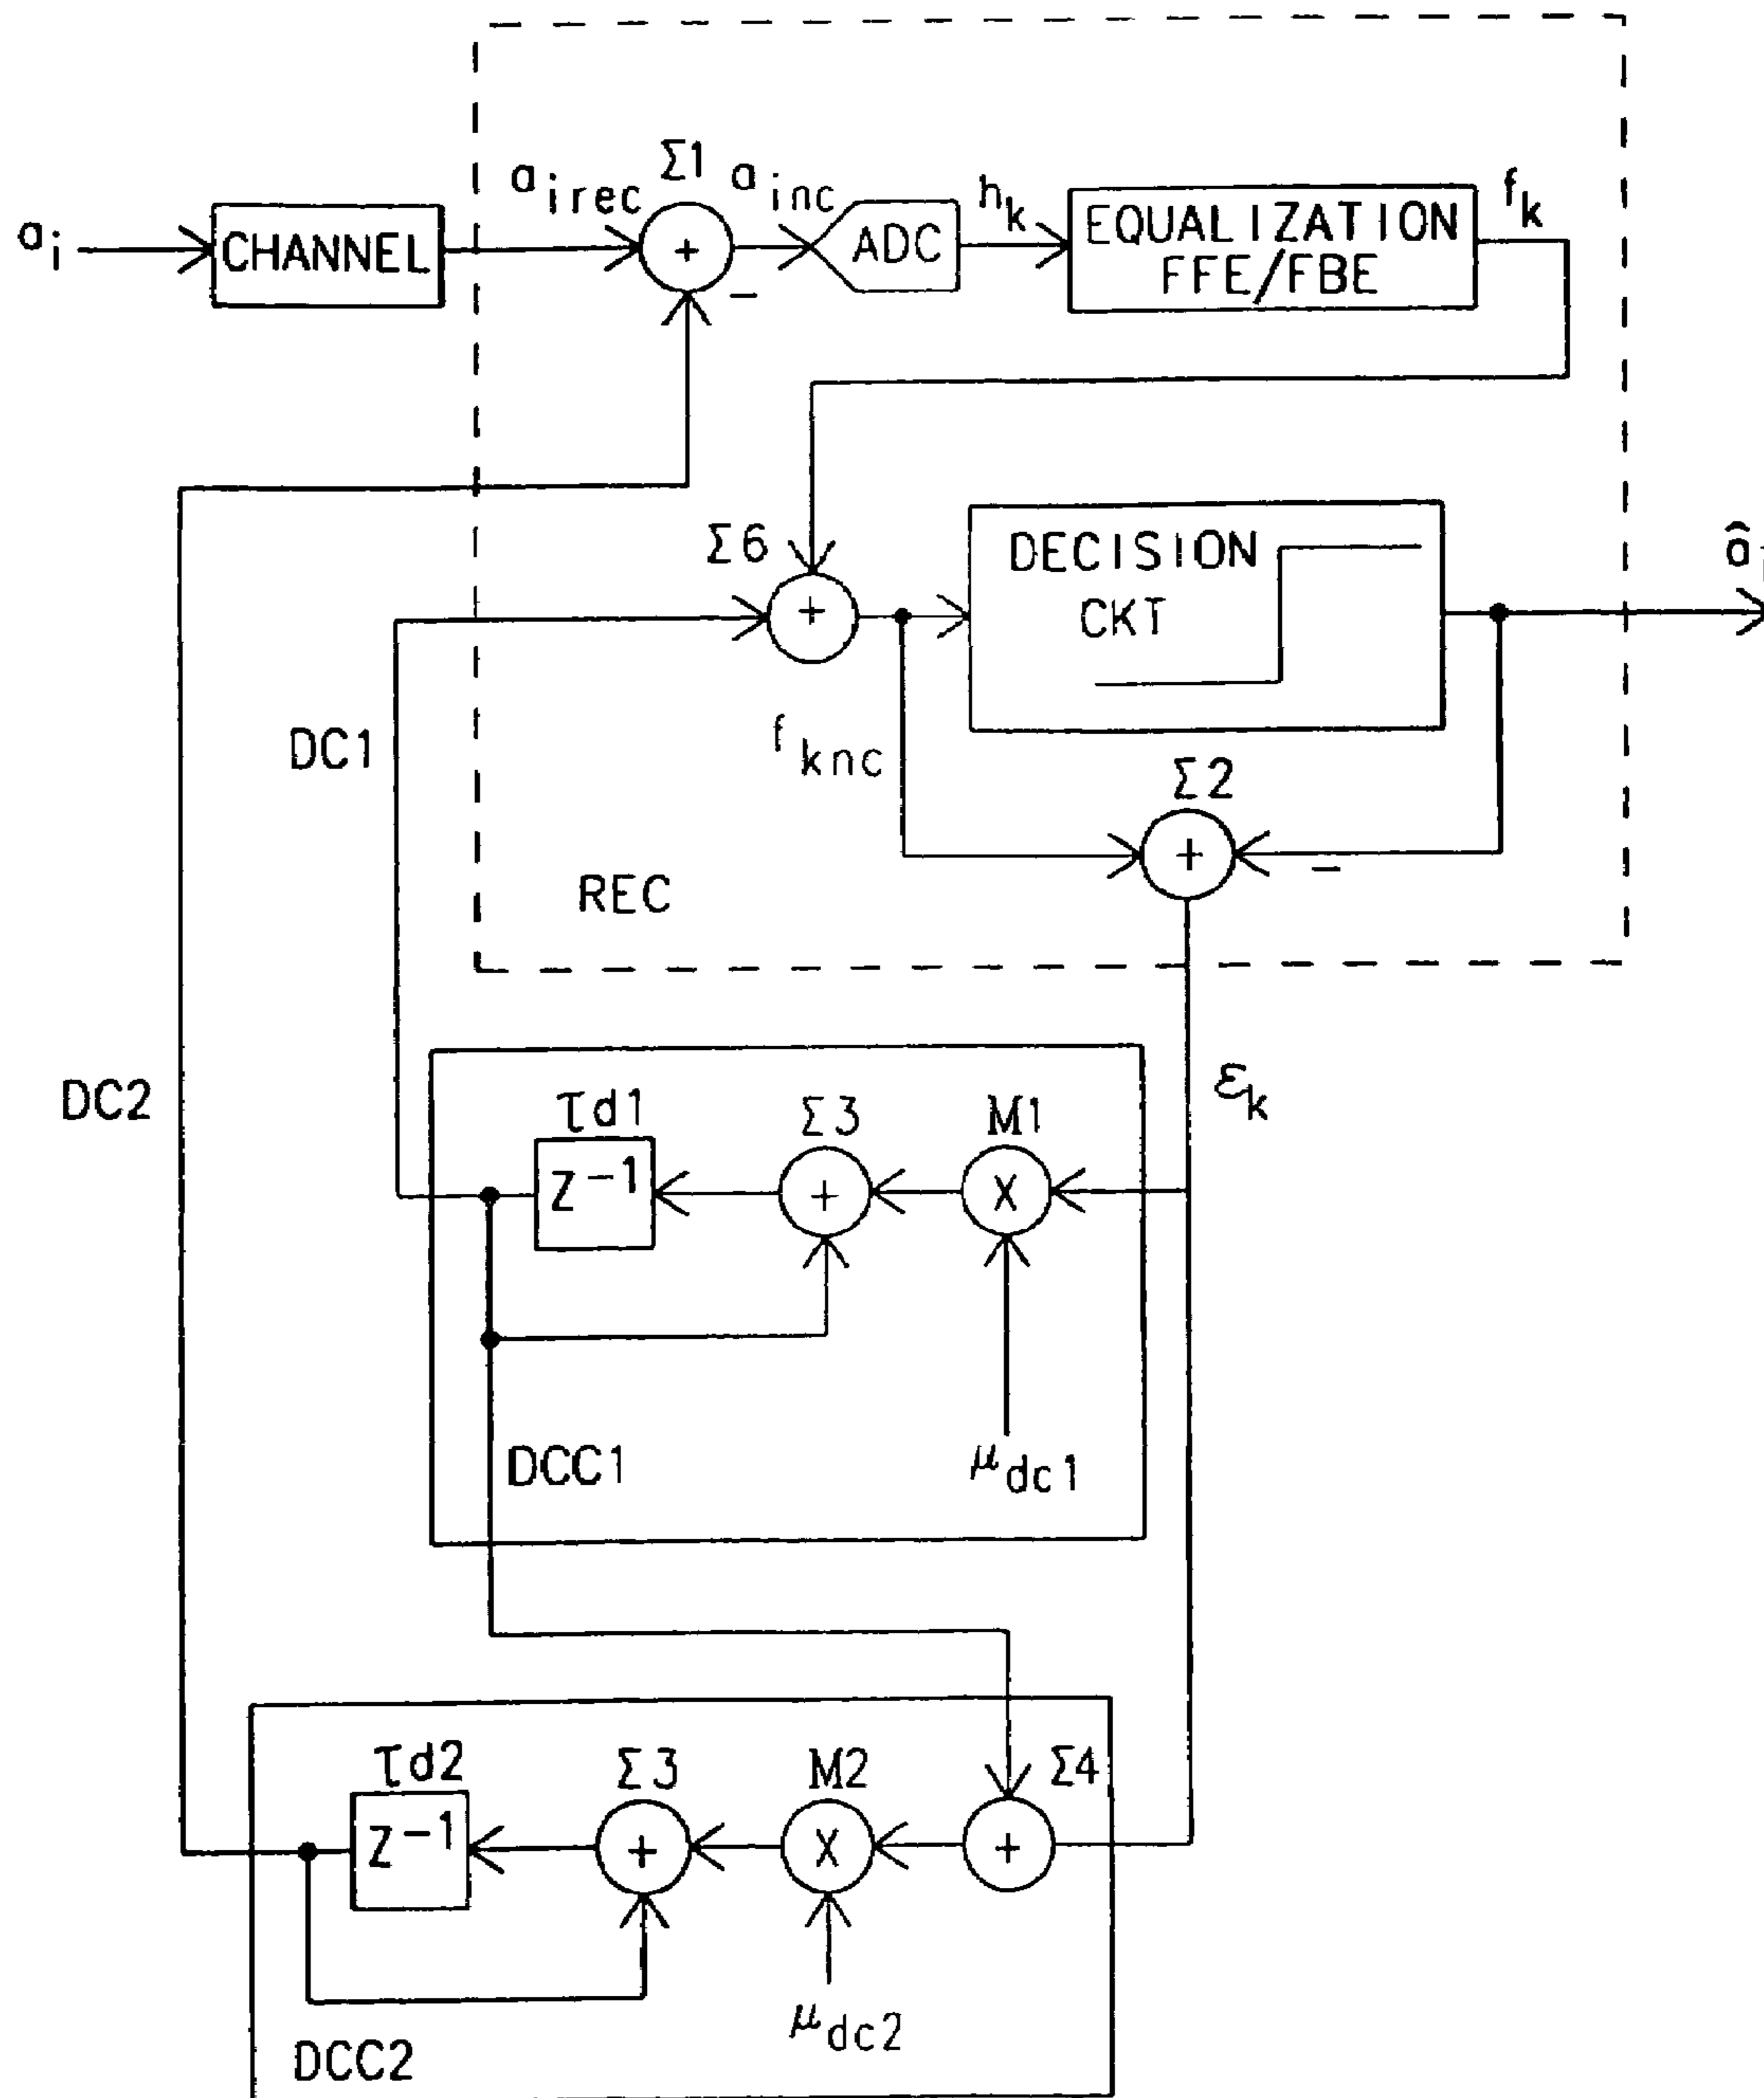 Σ1
a_i
CHANNEL
a_irec
+
a_inc
ADC
h_k
EQUALIZATION
FFE/FBE
f_k
-
Σ6
+
DECISION
CKT
DC1
f_knc
Σ2
+
-
REC
DC2
ε_k
τd1
Σ3
M1
Z⁻¹
+
X
DCC1
μ_dc1
τd2
Σ3
M2
Σ4
Z⁻¹
+
X
+
μ_dc2
DCC2